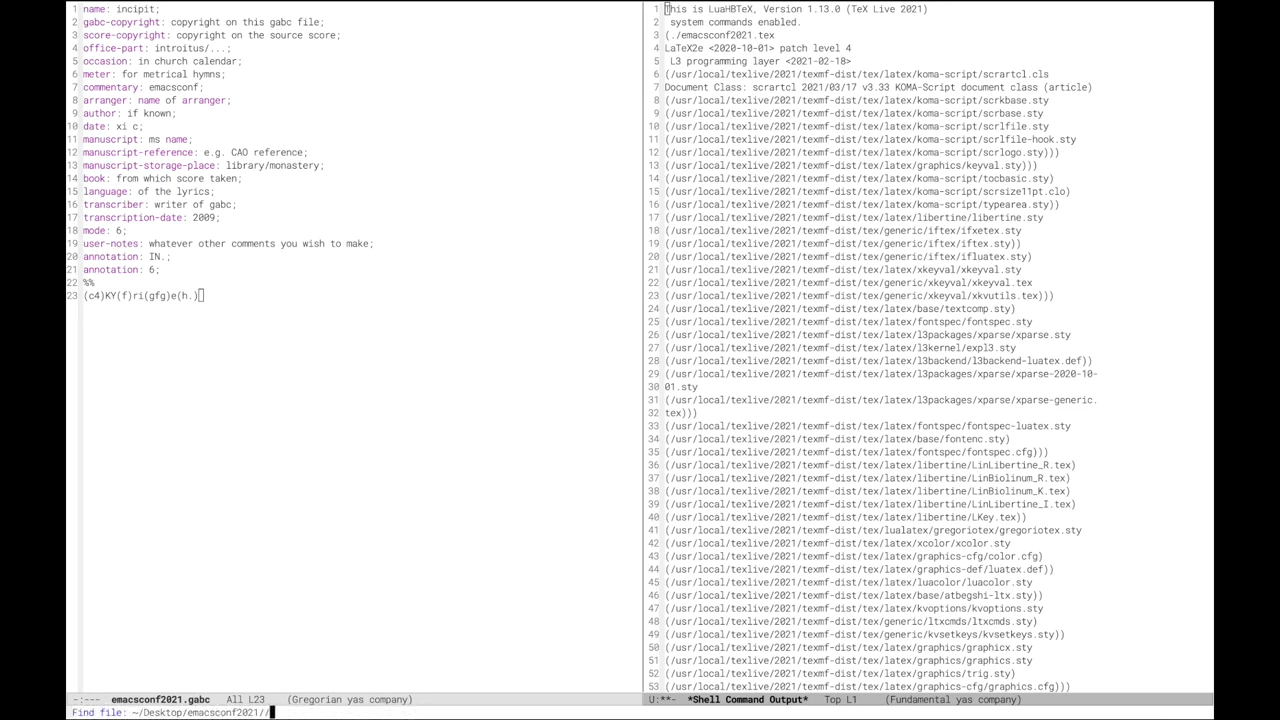 1 name: incipit;
2 gabc-copyright: copyright on this gabc file;
3 score-copyright: copyright on the source score;
4 office-part: introitus/...;
5 occasion: in church calendar;
6 meter: for metrical hymns;
7 commentary: emacsconf;
8 arranger: name of arranger;
9 author: if known;
10 date: xi c;
11 manuscript: ms name;
12 manuscript-reference: e.g. CAO reference;
13 manuscript-storage-place: library/monastery;
14 book: from which score taken;
15 language: of the lyrics;
16 transcriber: writer of gabc;
17 transcription-date: 2009;
18 mode: 6;
19 user-notes: whatever other comments you wish to make;
20 annotation: IN.;
21 annotation: 6;
22 %%
23 (c4)KY(f)ri(gfg)e(h.)
-:--- emacsconf2021.gabc All L23 (Gregorian yas company)
1 This is LuaHBTeX, Version 1.13.0 (TeX Live 2021)
2 system commands enabled.
3 (./emacsconf2021.tex
4 LaTeX2e <2020-10-01> patch level 4
5 L3 programming layer <2021-02-18>
6 (/usr/local/texlive/2021/texmf-dist/tex/latex/koma-script/scrartcl.cls
7 Document Class: scrartcl 2021/03/17 v3.33 KOMA-Script document class (article)
8 (/usr/local/texlive/2021/texmf-dist/tex/latex/koma-script/scrkbase.sty
9 (/usr/local/texlive/2021/texmf-dist/tex/latex/koma-script/scrbase.sty
10 (/usr/local/texlive/2021/texmf-dist/tex/latex/koma-script/scrlfile.sty
11 (/usr/local/texlive/2021/texmf-dist/tex/latex/koma-script/scrlfile-hook.sty
12 (/usr/local/texlive/2021/texmf-dist/tex/latex/koma-script/scrlogo.sty)))
13 (/usr/local/texlive/2021/texmf-dist/tex/latex/graphics/keyval.sty)))
14 (/usr/local/texlive/2021/texmf-dist/tex/latex/koma-script/tocbasic.sty)
15 (/usr/local/texlive/2021/texmf-dist/tex/latex/koma-script/scrsize11pt.clo)
16 (/usr/local/texlive/2021/texmf-dist/tex/latex/koma-script/typearea.sty))
17 (/usr/local/texlive/2021/texmf-dist/tex/latex/libertine/libertine.sty
18 (/usr/local/texlive/2021/texmf-dist/tex/generic/iftex/ifxetex.sty
19 (/usr/local/texlive/2021/texmf-dist/tex/generic/iftex/iftex.sty))
20 (/usr/local/texlive/2021/texmf-dist/tex/generic/iftex/ifluatex.sty)
21 (/usr/local/texlive/2021/texmf-dist/tex/latex/xkeyval/xkeyval.sty
22 (/usr/local/texlive/2021/texmf-dist/tex/generic/xkeyval/xkeyval.tex
23 (/usr/local/texlive/2021/texmf-dist/tex/generic/xkeyval/xkvutils.tex)))
24 (/usr/local/texlive/2021/texmf-dist/tex/latex/base/textcomp.sty)
25 (/usr/local/texlive/2021/texmf-dist/tex/latex/fontspec/fontspec.sty
26 (/usr/local/texlive/2021/texmf-dist/tex/latex/l3packages/xparse/xparse.sty
27 (/usr/local/texlive/2021/texmf-dist/tex/latex/l3kernel/expl3.sty
28 (/usr/local/texlive/2021/texmf-dist/tex/latex/l3backend/l3backend-luatex.def))
29 (/usr/local/texlive/2021/texmf-dist/tex/latex/l3packages/xparse/xparse-2020-10-
30 01.sty
31 (/usr/local/texlive/2021/texmf-dist/tex/latex/l3packages/xparse/xparse-generic.
32 tex)))
33 (/usr/local/texlive/2021/texmf-dist/tex/latex/fontspec/fontspec-luatex.sty
34 (/usr/local/texlive/2021/texmf-dist/tex/latex/base/fontenc.sty)
35 (/usr/local/texlive/2021/texmf-dist/tex/latex/fontspec/fontspec.cfg)))
36 (/usr/local/texlive/2021/texmf-dist/tex/latex/libertine/LinLibertine_R.tex)
37 (/usr/local/texlive/2021/texmf-dist/tex/latex/libertine/LinBiolinum_R.tex)
38 (/usr/local/texlive/2021/texmf-dist/tex/latex/libertine/LinBiolinum_K.tex)
39 (/usr/local/texlive/2021/texmf-dist/tex/latex/libertine/LinLibertine_I.tex)
40 (/usr/local/texlive/2021/texmf-dist/tex/latex/libertine/LKey.tex))
41 (/usr/local/texlive/2021/texmf-dist/tex/lualatex/gregoriotex/gregoriotex.sty
42 (/usr/local/texlive/2021/texmf-dist/tex/latex/xcolor/xcolor.sty
43 (/usr/local/texlive/2021/texmf-dist/tex/latex/graphics-cfg/color.cfg)
44 (/usr/local/texlive/2021/texmf-dist/tex/latex/graphics-def/luatex.def))
45 (/usr/local/texlive/2021/texmf-dist/tex/latex/luacolor/luacolor.sty
46 (/usr/local/texlive/2021/texmf-dist/tex/latex/base/atbegshi-ltx.sty))
47 (/usr/local/texlive/2021/texmf-dist/tex/latex/kvoptions/kvoptions.sty
48 (/usr/local/texlive/2021/texmf-dist/tex/generic/ltxcmds/ltxcmds.sty)
49 (/usr/local/texlive/2021/texmf-dist/tex/generic/kvsetkeys/kvsetkeys.sty))
50 (/usr/local/texlive/2021/texmf-dist/tex/latex/graphics/graphicx.sty
51 (/usr/local/texlive/2021/texmf-dist/tex/latex/graphics/graphics.sty
52 (/usr/local/texlive/2021/texmf-dist/tex/latex/graphics/trig.sty)
53 (/usr/local/texlive/2021/texmf-dist/tex/latex/graphics-cfg/graphics.cfg)))
U:**- *Shell Command Output* Top L1 (Fundamental yas company)
Find file: ~/Desktop/emacsconf2021//